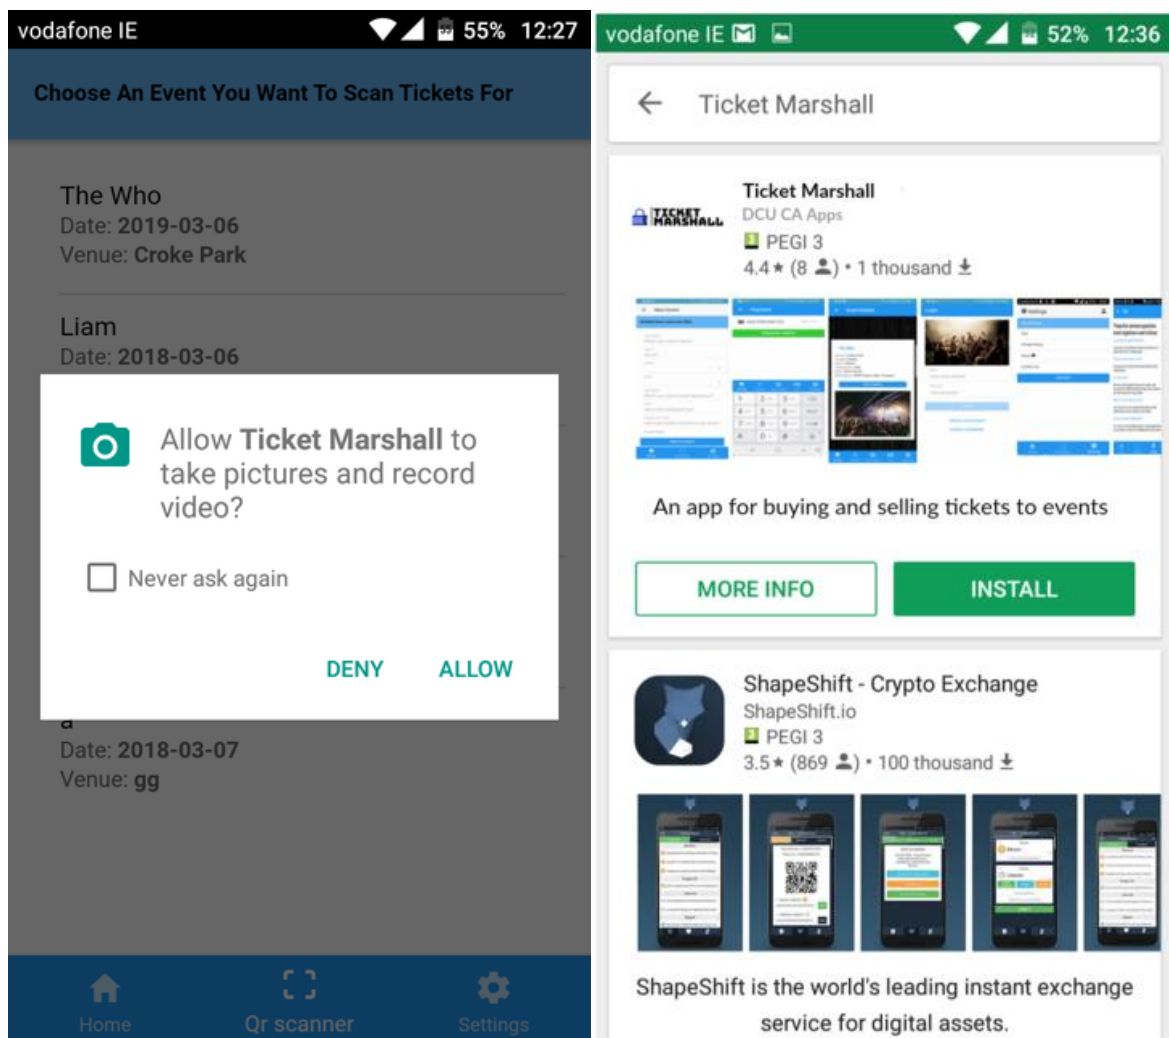 vodafone IE 55% 12:27
Choose An Event You Want To Scan Tickets For
The Who
Date: 2019-03-06
Venue: Croke Park
Liam
Date: 2018-03-06
Allow Ticket Marshall to
take pictures and record
video?
Never ask again
DENY ALLOW
a
Date: 2018-03-07
Venue: gg
Home Qr scanner Settings
vodafone IE 52% 12:36
Ticket Marshall
TICKET
MARSHALL
Ticket Marshall
DCU CA Apps
3 PEGI 3
4.4★ (8) • 1 thousand
Settings
An app for buying and selling tickets to events
MORE INFO INSTALL
ShapeShift - Crypto Exchange
ShapeShift.io
3 PEGI 3
3.5★ (869) • 100 thousand
ShapeShift is the world's leading instant exchange
service for digital assets.